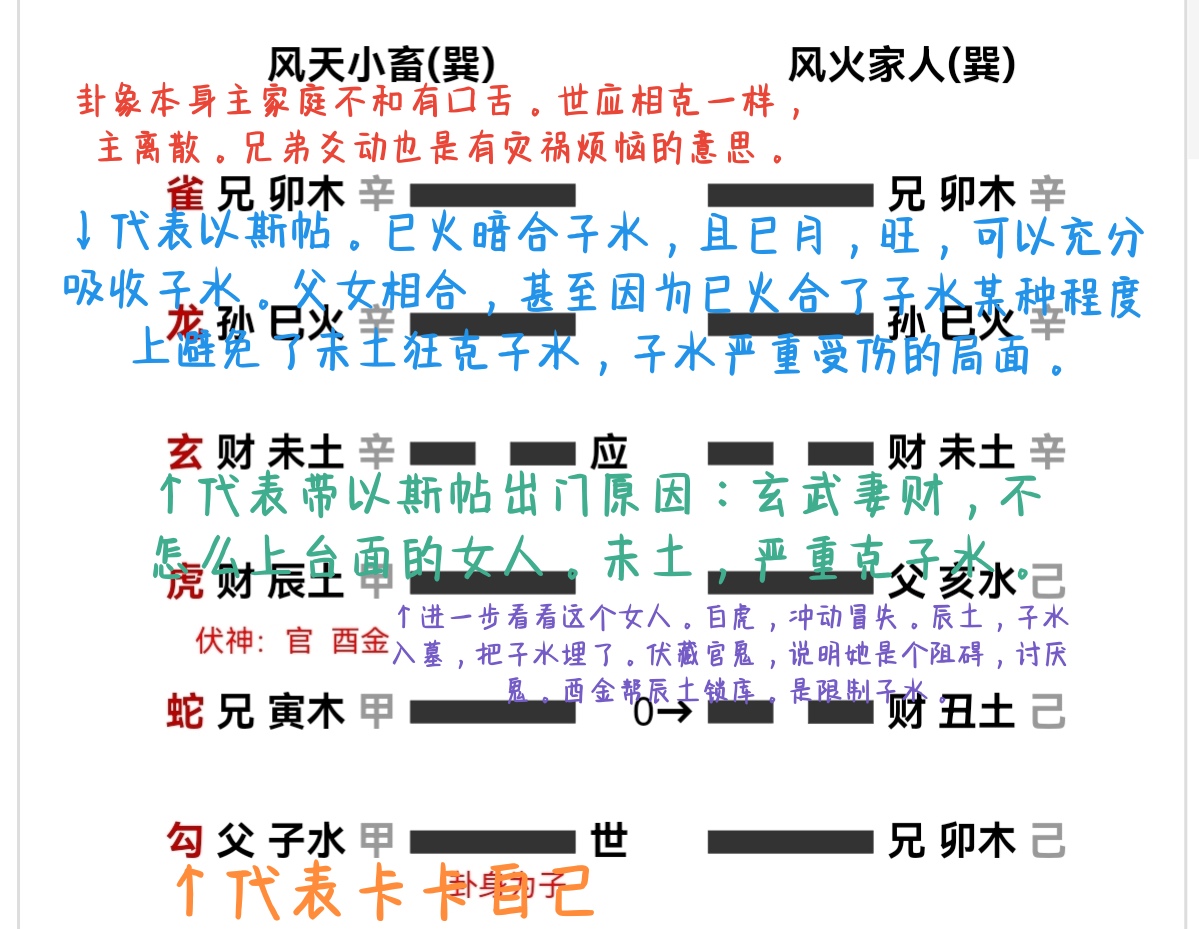 风天小畜(巽) 风火家人(巽)
卦象本身主家庭不和有口舌。世应相克一样，
主离散。兄弟爻动也是有灾祸烦恼的意思。
雀 兄 卯木 辛 兄 卯木 辛
↓代表以斯帖。巳火暗合子水，且巳月，旺，可以充分
吸收子水。父女相合，甚至因为巳火合了子水某种程度
龙 孙 巳火 辛 孙 巳火 辛
上避免了未土狂克子水，子水严重受伤的局面。
玄 财 未土 辛 应 财 未土 辛
↑代表带以斯帖出门原因：玄武妻财，不
怎么上台面的女人。未土，严重克子水。
虎 财 辰土 甲 父 亥水 己
↑进一步看看这个女人。白虎，冲动冒失。辰土，子水
伏神：官 酉金
入墓，把子水埋了。伏藏官鬼，说明她是个阻碍，讨厌
鬼。酉金帮辰土锁库。是限制子水。
蛇 兄 寅木 甲 0→ 财 丑土 己
勾 父 子水 甲 世 兄 卯木 己
卦身为子
↑代表卡卡自己